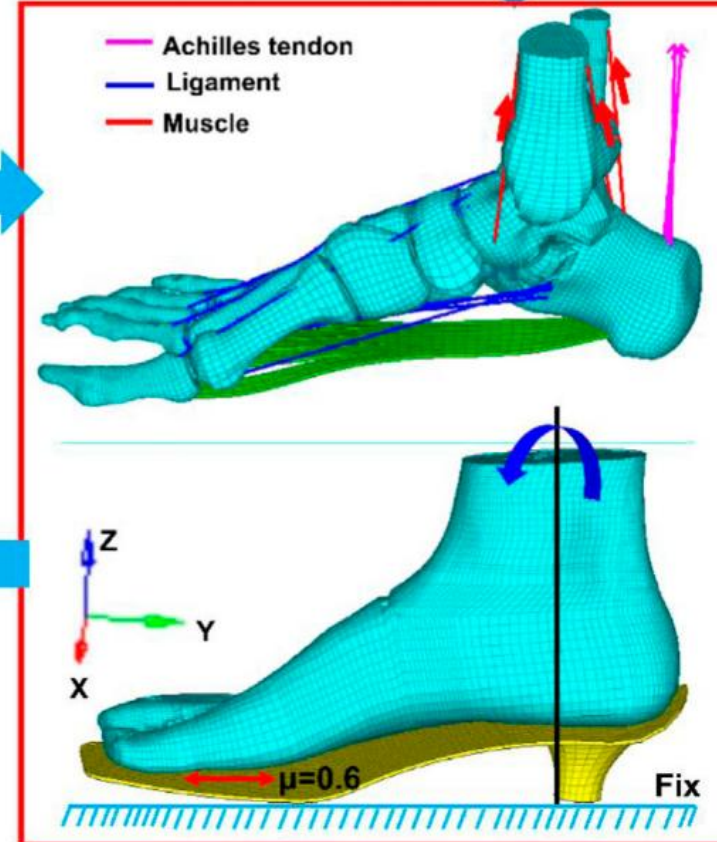 Achilles tendon
Ligament
Muscle
Z
Y
X
μ=0.6
Fix